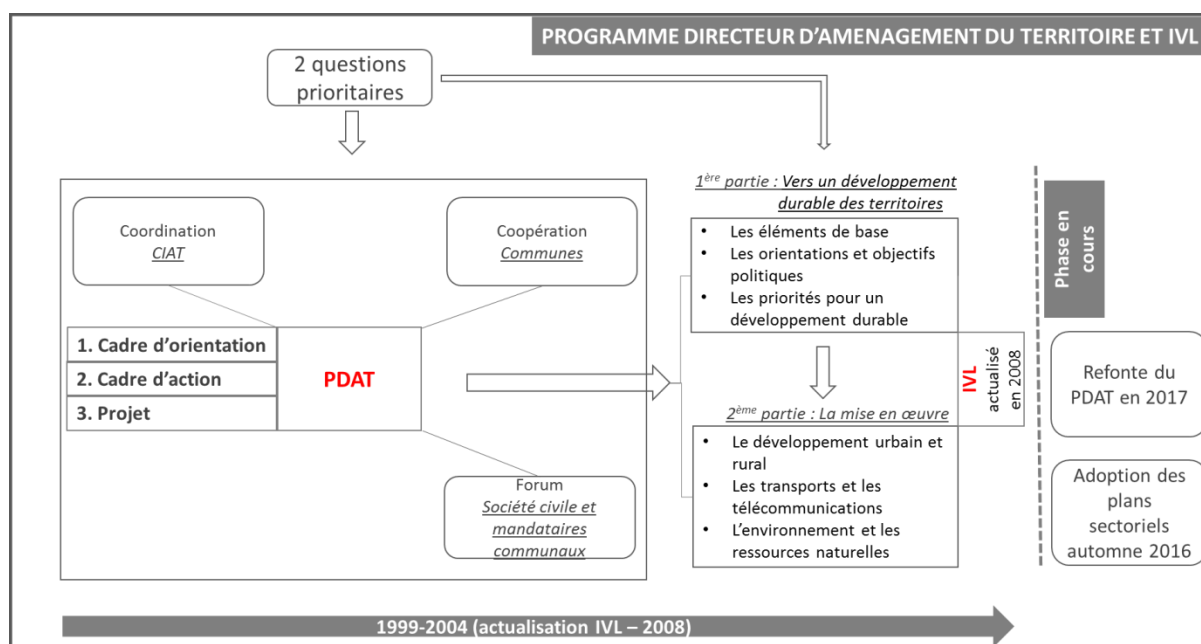 PROGRAMME DIRECTEUR D'AMENAGEMENT DU TERRITOIRE ET IVL
2 questions
prioritaires
Coordination
CIAT
Coopération
Communes
1. Cadre d'orientation
2. Cadre d'action
3. Projet
PDAT
Forum
Société civile et
mandataires
communaux
1ère partie : Vers un développement
durable des territoires
• Les éléments de base
• Les orientations et objectifs
politiques
• Les priorités pour un
développement durable
2ème partie : La mise en œuvre
• Le développement urbain et
rural
• Les transports et les
télécommunications
• L'environnement et les
ressources naturelles
IVL
actualisé
en 2008
Phase en
cours
Refonte du
PDAT en 2017
Adoption des
plans
sectoriels
automne 2016
1999-2004 (actualisation IVL – 2008)